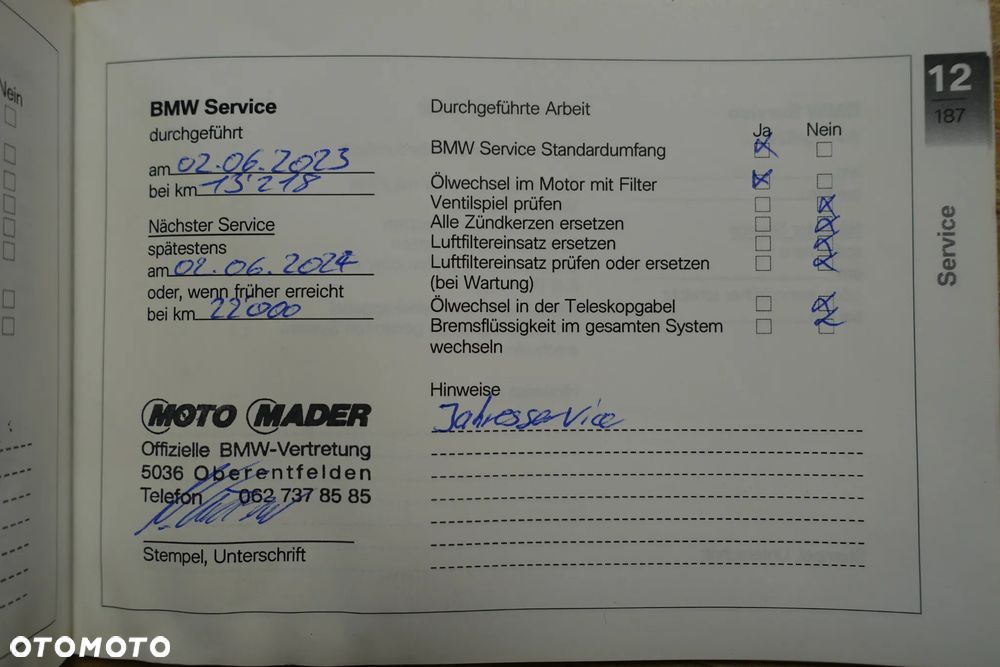 Nein
BMW Service
durchgeführt
am 02.06.2023
bei km 13'218
Nächster Service
spätestens
am 02.06.2024
oder, wenn früher erreicht
bei km 22'000
MOTO MADER
Offizielle BMW-Vertretung
5036 Oberentfelden
Telefon 062 737 85 85
Stempel, Unterschrift
Durchgeführte Arbeit
Ja Nein
BMW Service Standardumfang
Ölwechsel im Motor mit Filter
Ventilspiel prüfen
Alle Zündkerzen ersetzen
Luftfiltereinsatz ersetzen
Luftfiltereinsatz prüfen oder ersetzen
(bei Wartung)
Ölwechsel in der Teleskopgabel
Bremsflüssigkeit im gesamten System
wechseln
Hinweise
Jahresservice
12
187
Service
OTOMOTO